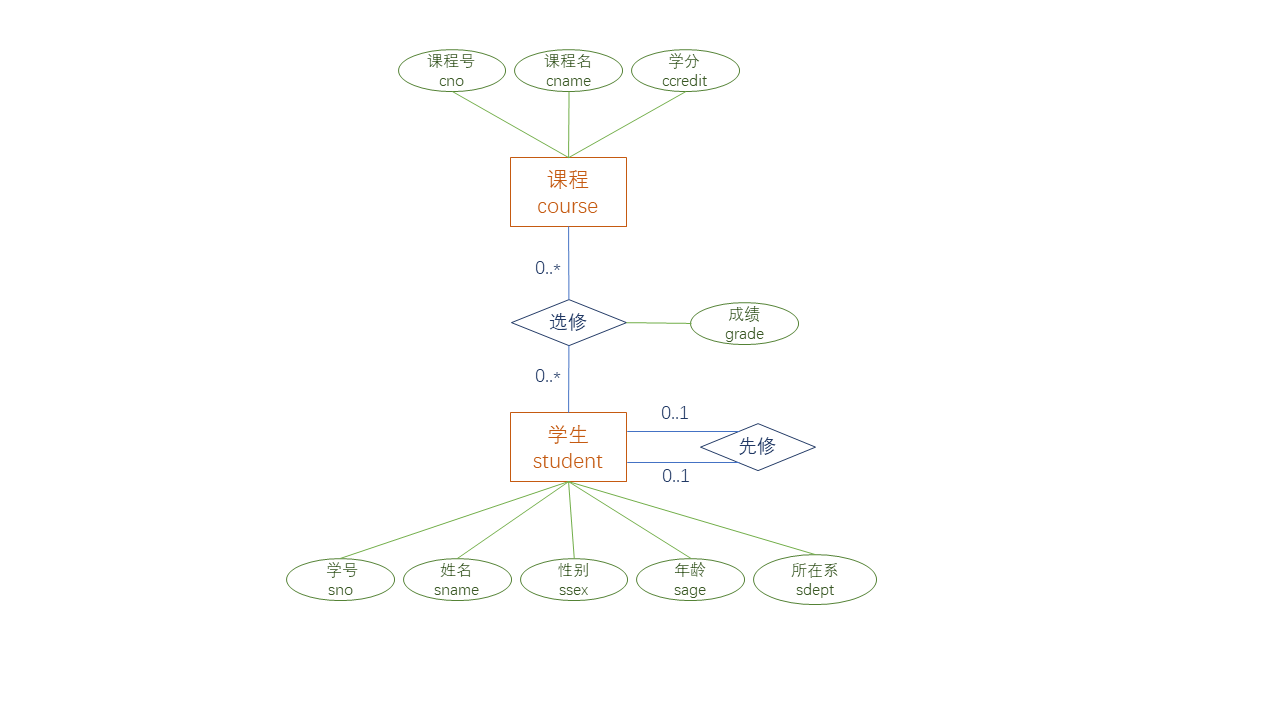 课程号
cno
课程名
cname
学分
ccredit
课程
course
0..*
选修
成绩
grade
0..*
0..1
学生
student
先修
0..1
学号
sno
姓名
sname
性别
ssex
年龄
sage
所在系
sdept